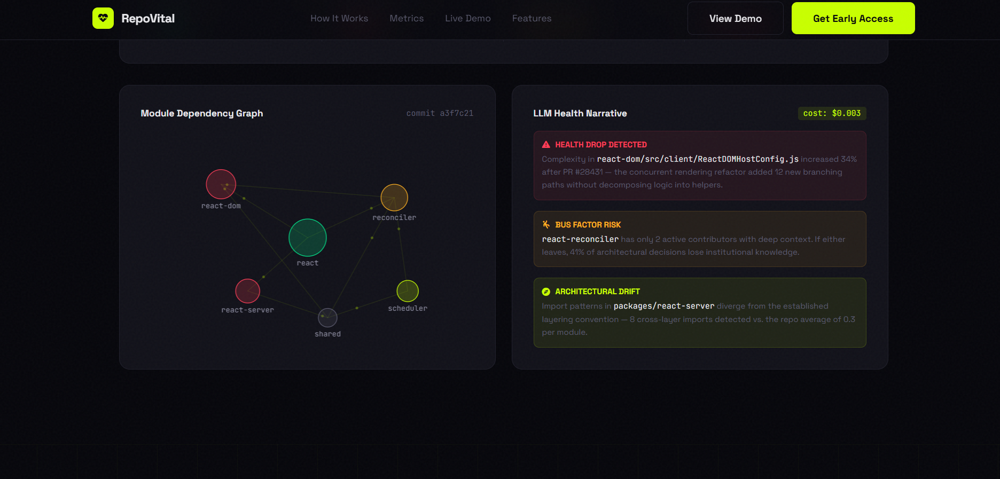 RepoVital
How It Works
Metrics
Live Demo
Features
View Demo
Get Early Access
Module Dependency Graph
commit a3f7c21
react-dom
reconciler
react
react-server
scheduler
shared
LLM Health Narrative
cost: $0.003
HEALTH DROP DETECTED
Complexity in react-dom/src/client/ReactDOMHostConfig.js increased 34%
after PR #28431 — the concurrent rendering refactor added 12 new branching
paths without decomposing logic into helpers.
BUS FACTOR RISK
react-reconciler has only 2 active contributors with deep context. If either
leaves, 41% of architectural decisions lose institutional knowledge.
ARCHITECTURAL DRIFT
Import patterns in packages/react-server diverge from the established
layering convention — 8 cross-layer imports detected vs. the repo average of 0.3
per module.